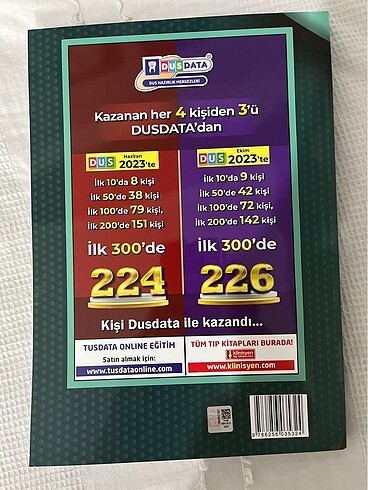 DUSDATA
DUS HAZIRLIK MERKEZLERİ
Kazanan her 4 kişiden 3'ü
DUSDATA'dan
DUS Haziran 2023'te
İlk 10'da 8 kişi
İlk 50'de 38 kişi
İlk 100'de 79 kişi,
İlk 200'de 151 kişi
İlk 300'de
224
DUS Ekim 2023'te
İlk 10'da 9 kişi
İlk 50'de 42 kişi
İlk 100'de 72 kişi,
İlk 200'de 142 kişi
İlk 300'de
226
Kişi Dusdata ile kazandı...
TUSDATA ONLINE EĞİTİM
Satın almak için:
www.tusdataonline.com
TÜM TIP KİTAPLARI BURADA!
klinisyen
www.klinisyen.com
9 786256 035324